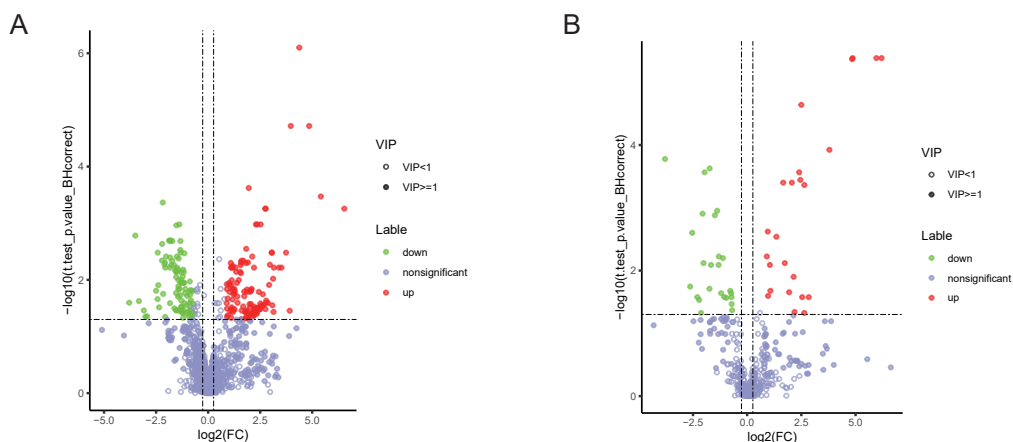 A
−log10(t.test_p.value_BHcorrect)
6
4
2
0
-5.0
-2.5
0.0
2.5
5.0
log2(FC)
VIP
VIP<1
VIP>=1
Lable
down
nonsignificant
up
B
−log10(t.test_p.value_BHcorrect)
4
2
0
-2.5
0.0
2.5
5.0
log2(FC)
VIP
VIP<1
VIP>=1
Lable
down
nonsignificant
up